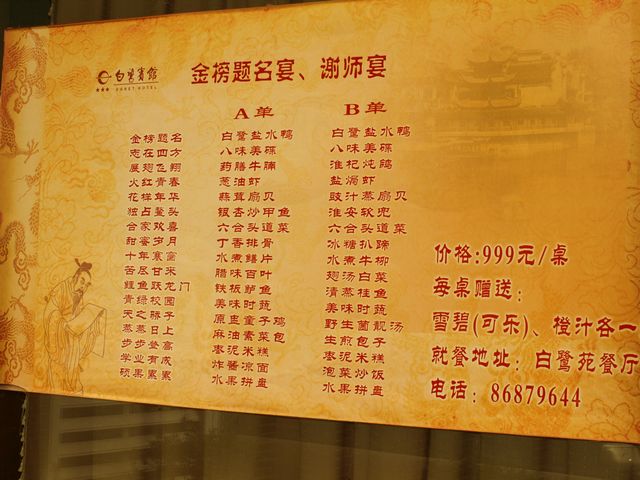 白鹭宾馆
EGRET HOTEL
金榜题名宴、谢师宴
A单
B单
金榜题名 白鹭盐水鸭 白鹭盐水鸭
志在四方 八味美碟 八味美碟
展翅飞翔 药膳牛腩 淮杞炖鸽
火红青春 葱油虾 盐焗虾
花样年华 蒜茸扇贝 豉汁蒸扇贝
独占鳌头 银杏炒甲鱼 淮安软兜
合家欢喜 六合头道菜 六合头道菜
甜蜜岁月 丁香排骨 冰糖扒蹄
十年寒窗 水煮鳝片 水煮牛柳
苦尽甘来 腊味百叶 翅汤白菜
鲤鱼跃龙门 铁板鲈鱼 清蒸桂鱼
青绿校园 美味时蔬 美味时蔬
天之骄子 原盅童子鸡 野生菌靓汤
蒸蒸日上 麻团素菜包 生煎包子
步步登高 枣泥米糕 枣泥米糕
学业有成 炸酱凉面 泡菜炒饭
硕果累累 水果拼盘 水果拼盘
价格:999元/桌
每桌赠送:
雪碧(可乐)、橙汁各一
就餐地址: 白鹭苑餐厅
电话: 86879644